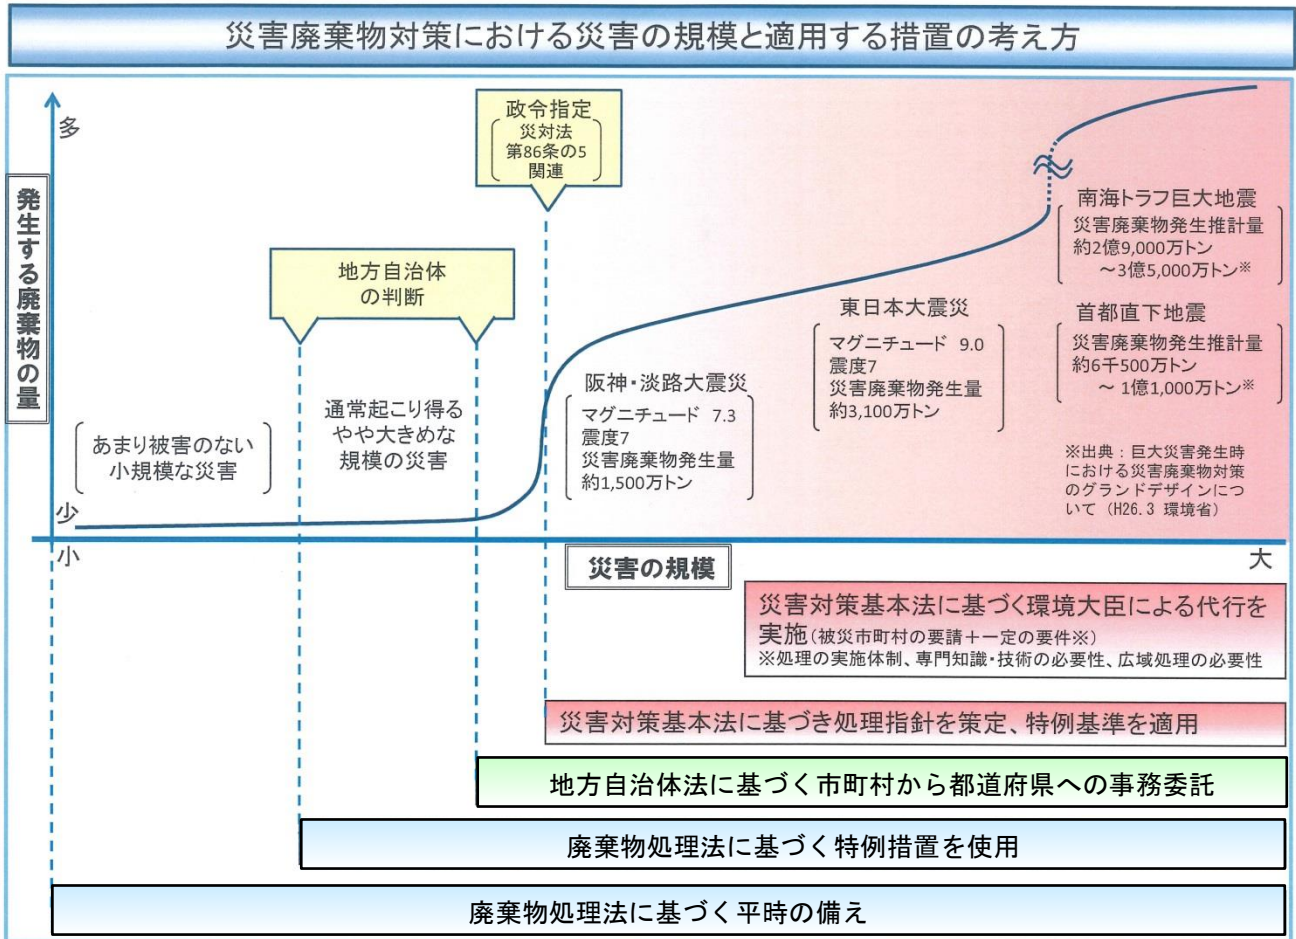 災害廃棄物対策における災害の規模と適用する措置の考え方
多
発生する廃棄物の量
少
小
政令指定
災対法
第86条の5
関連
地方自治体
の判断
あまり被害のない
小規模な災害
通常起こり得る
やや大きめな
規模の災害
阪神・淡路大震災
マグニチュード 7.3
震度7
災害廃棄物発生量
約1,500万トン
東日本大震災
マグニチュード 9.0
震度7
災害廃棄物発生量
約3,100万トン
南海トラフ巨大地震
災害廃棄物発生推計量
約2億9,000万トン
～3億5,000万トン※
首都直下地震
災害廃棄物発生推計量
約6千500万トン
～ 1億1,000万トン※
※出典：巨大災害発生時
における災害廃棄物対策
のグランドデザインにつ
いて（H26.3 環境省）
災害の規模
大
災害対策基本法に基づく環境大臣による代行を
実施(被災市町村の要請＋一定の要件※)
※処理の実施体制、専門知識・技術の必要性、広域処理の必要性
災害対策基本法に基づき処理指針を策定、特例基準を適用
地方自治体法に基づく市町村から都道府県への事務委託
廃棄物処理法に基づく特例措置を使用
廃棄物処理法に基づく平時の備え